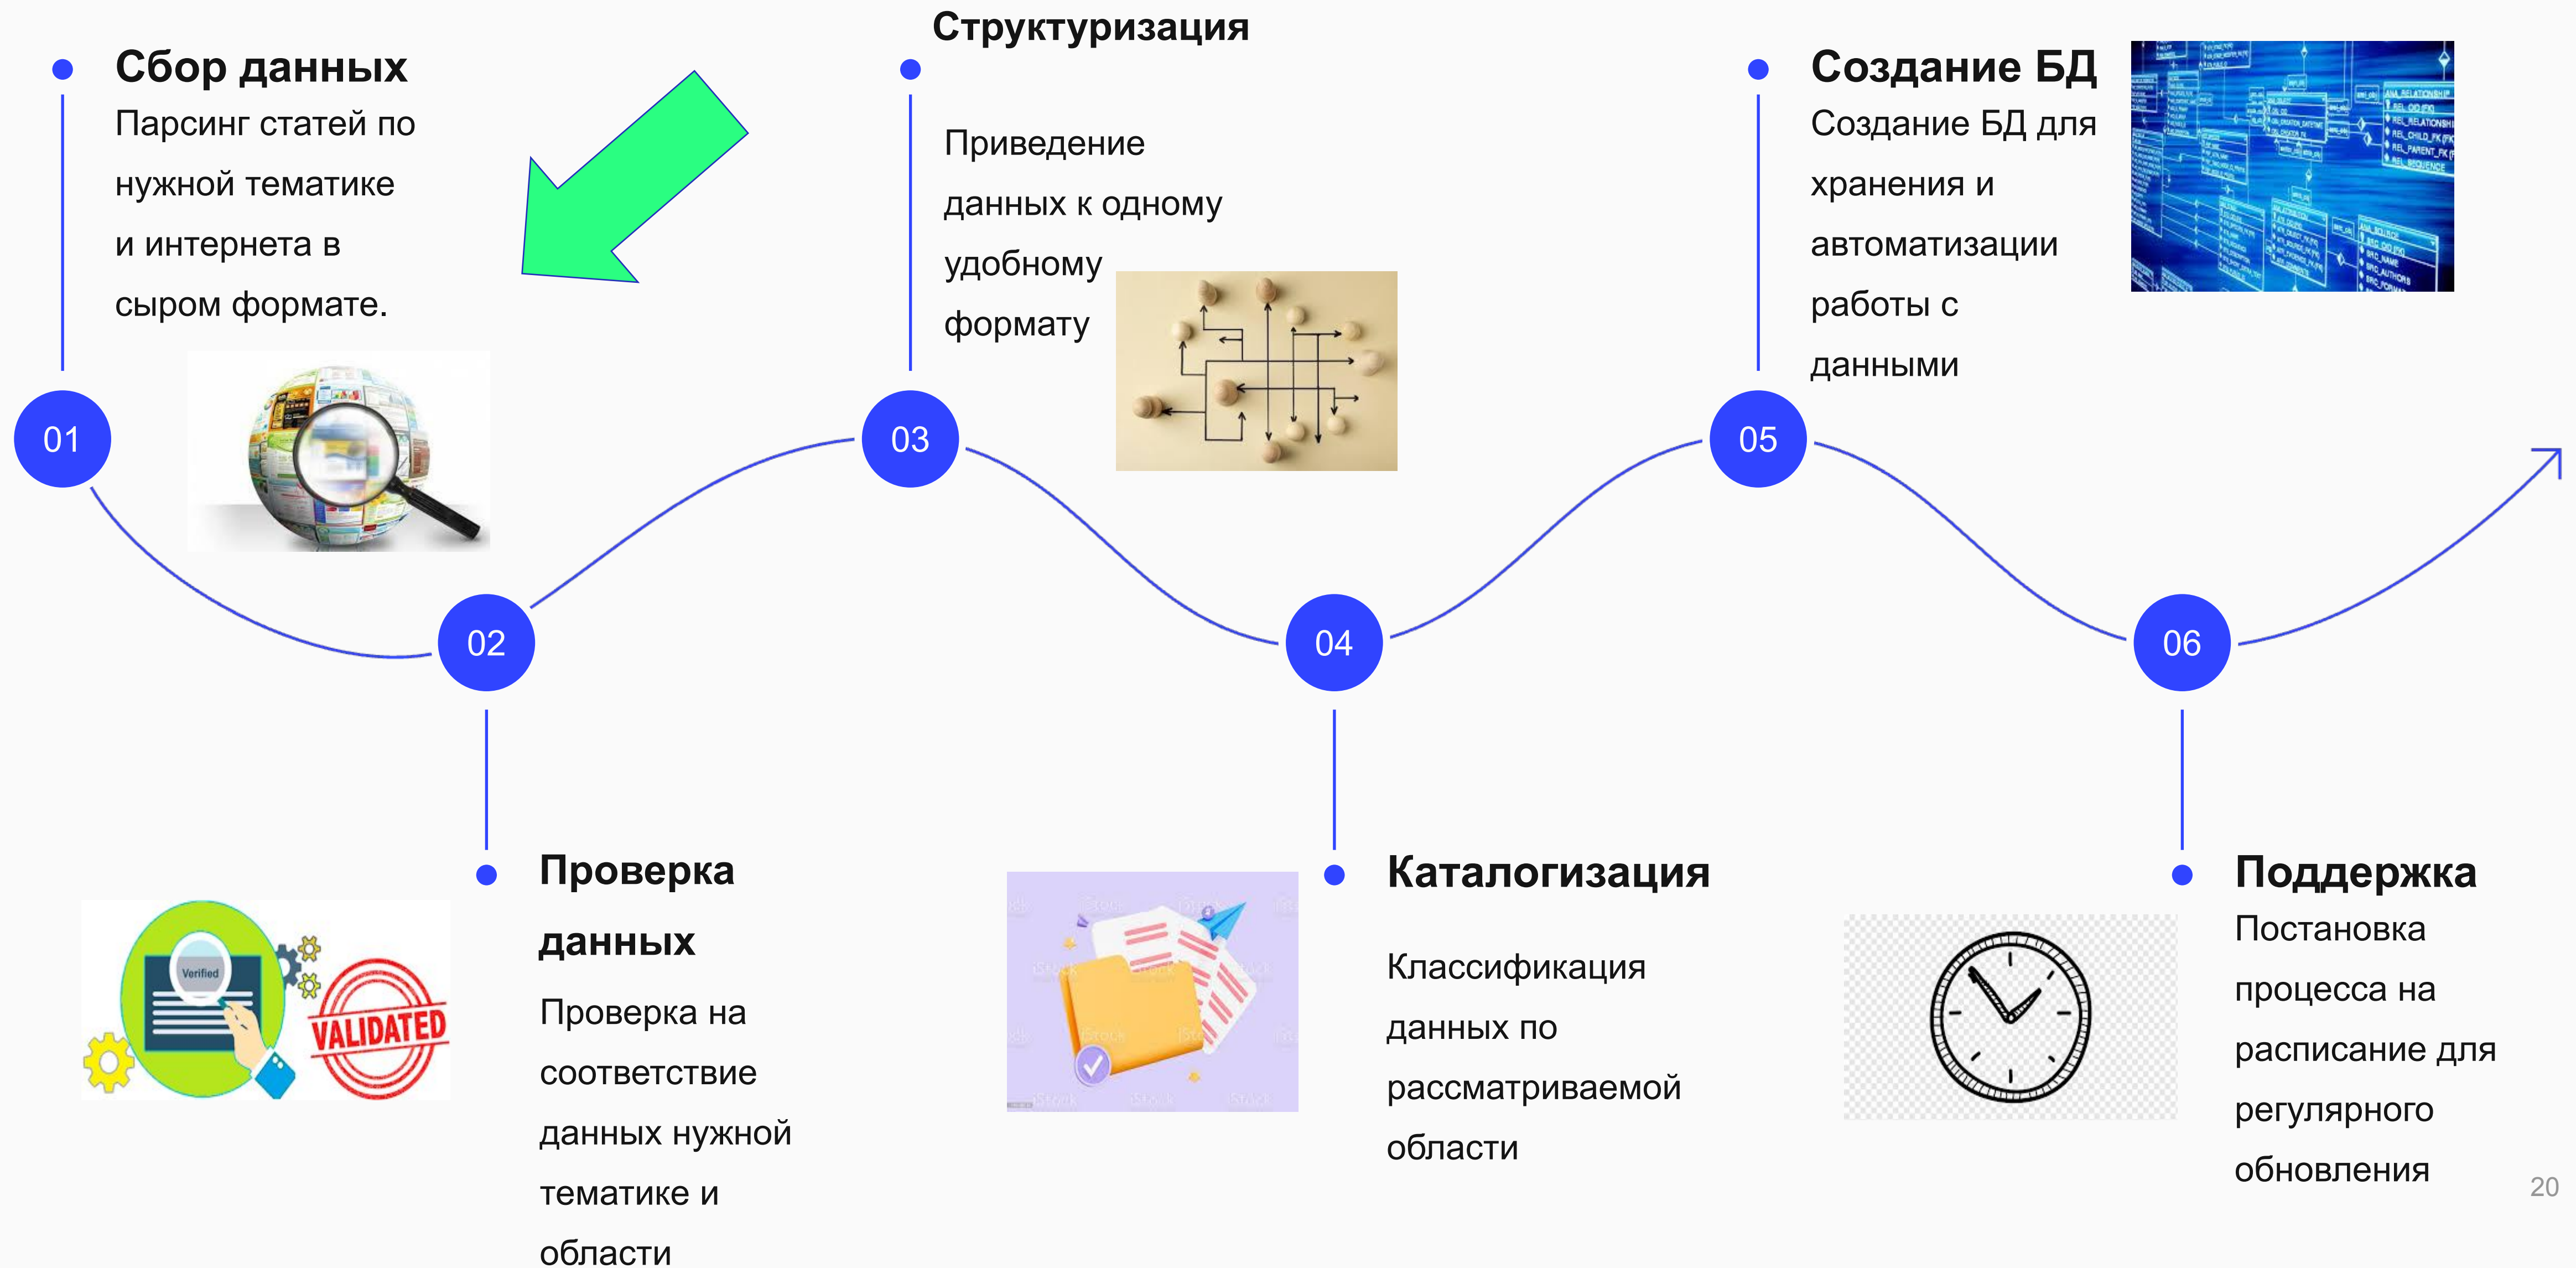 Сбор данных
Парсинг статей по
нужной тематике
и интернета в
сыром формате.
01
Проверка
данных
Проверка на
соответствие
данных нужной
тематике и
области
02
Verified
VALIDATED
Структуризация
Приведение
данных к одному
удобному
формату
03
Каталогизация
Классификация
данных по
рассматриваемой
области
04
iStock
Создание БД
Создание БД для
хранения и
автоматизации
работы с
данными
05
Поддержка
Постановка
процесса на
расписание для
регулярного
обновления
06
20